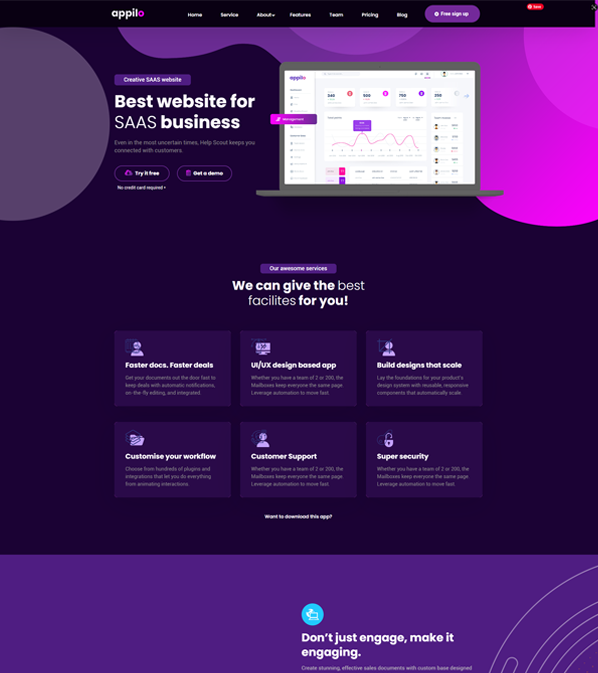 appilo
Home Service About Features Team Pricing Blog Free sign up
Creative SAAS website
Best website for
SAAS business
Even in the most uncertain times, Help Scout keeps you
connected with customers.
Try it free Get a demo
No credit card required
appilo
Management
340 500 750 250
Our awesome services
We can give the best
facilites for you!
Faster docs. Faster deals
Get your documents out the door fast to
keep deals with automatic notifications,
on-the-fly editing, and integrated.
UI/UX design based app
Whether you have a team of 2 or 200, the
Mailboxes keep everyone the same page.
Leverage automation to move fast.
Build designs that scale
Lay the foundations for your product's
design system with reusable, responsive
components that automatically scale.
Customise your workflow
Choose from hundreds of plugins and
integrations that let you do everything
from animating interactions.
Customer Support
Whether you have a team of 2 or 200, the
Mailboxes keep everyone the same page.
Leverage automation to move fast.
Super security
Whether you have a team of 2 or 200, the
Mailboxes keep everyone the same page.
Leverage automation to move fast.
Want to download this app?
Don't just engage, make it
engaging.
Create stunning, effective sales documents with custom base designed